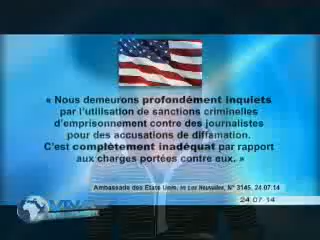 « Nous demeurons profondément inquiets
par l'utilisation de sanctions criminelles
d'emprisonnement contre des journalistes
pour des accusations de diffamation.
C'est complètement inadéquat par rapport
aux charges portées contre eux. »
Ambassade des Etats Unis, in Les Nouvelles, N° 3145, 24.07.14
VIVA
24.07.14